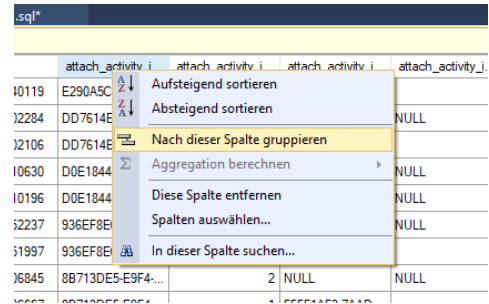 .sql*
attach_activity_i... attach_activity_i... attach_activity_i... attach_activity_i...
40119 E290A5C
Aufsteigend sortieren
02284 DD7614E NULL
Absteigend sortieren
02106 DD7614E
Nach dieser Spalte gruppieren
10630 D0E1844 NULL
Aggregation berechnen
10196 D0E1844 NULL
Diese Spalte entfernen
52237 936EF8E NULL
Spalten auswählen...
51997 936EF8E
In dieser Spalte suchen...
06845 8B713DE5-E9F4-... 2 NULL NULL